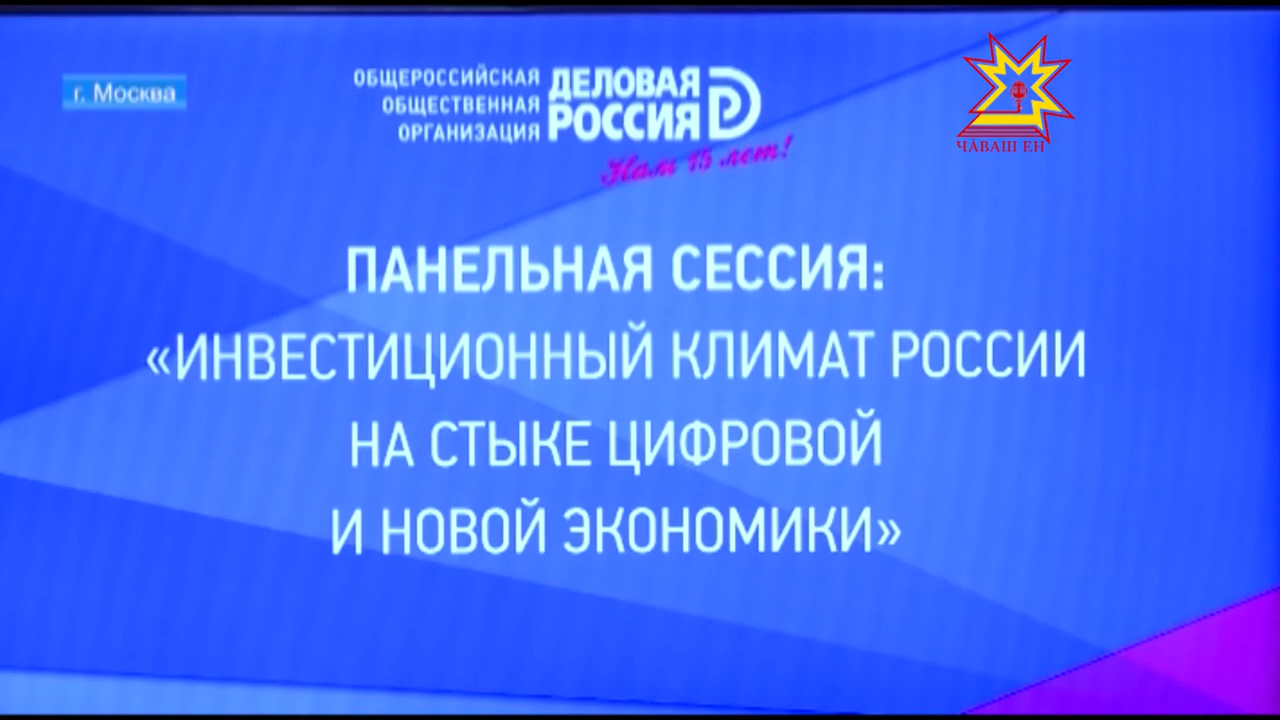 г. Москва
ОБЩЕРОССИЙСКАЯ
ОБЩЕСТВЕННАЯ
ОРГАНИЗАЦИЯ
ДЕЛОВАЯ
РОССИЯ
Нам 15 лет!
ЧӐВАШ ЕН
ПАНЕЛЬНАЯ СЕССИЯ:
«ИНВЕСТИЦИОННЫЙ КЛИМАТ РОССИИ
НА СТЫКЕ ЦИФРОВОЙ
И НОВОЙ ЭКОНОМИКИ»